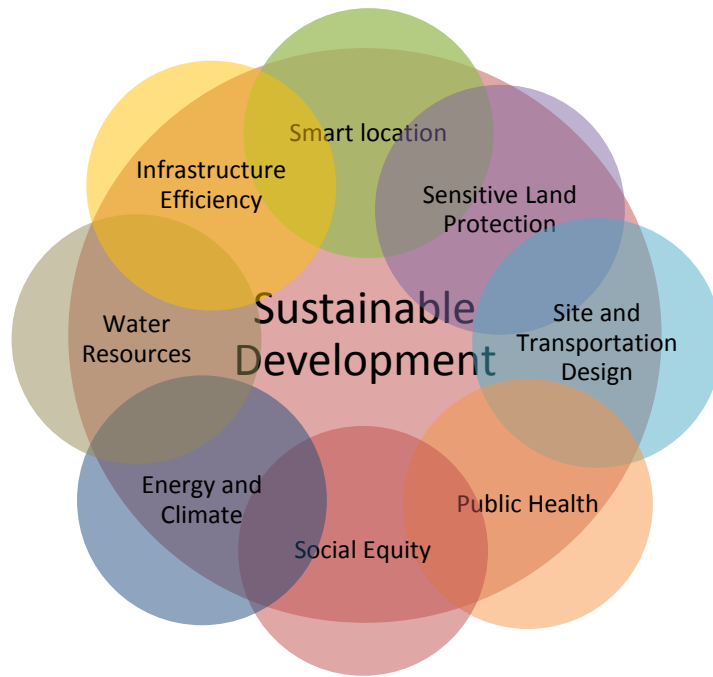 Smart location
Infrastructure
Efficiency
Sensitive Land
Protection
Sustainable
Development
Water
Resources
Site and
Transportation
Design
Energy and
Climate
Public Health
Social Equity